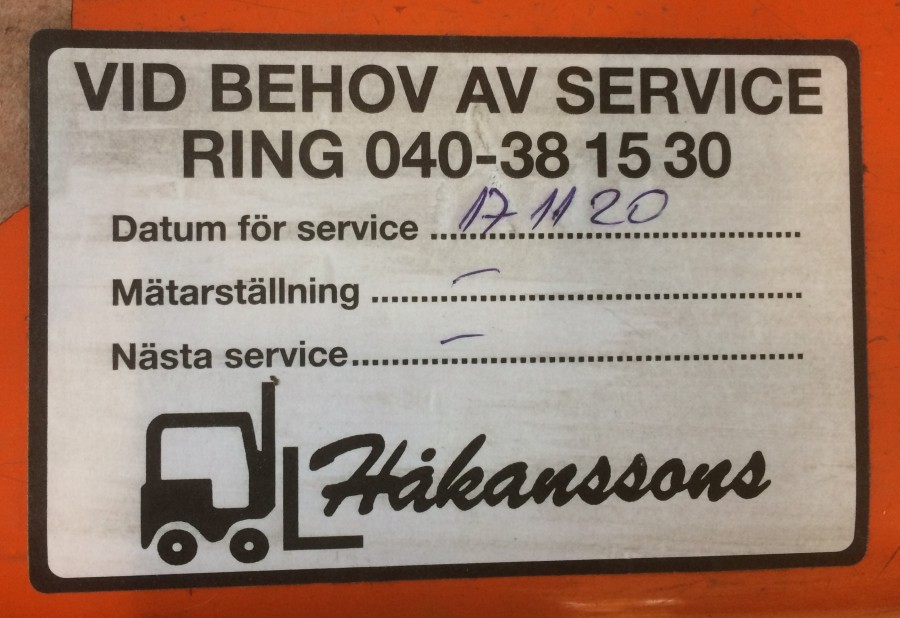 VID BEHOV AV SERVICE
RING 040-38 15 30
Datum för service 17 11 20
Mätarställning –
Nästa service –
Håkanssons